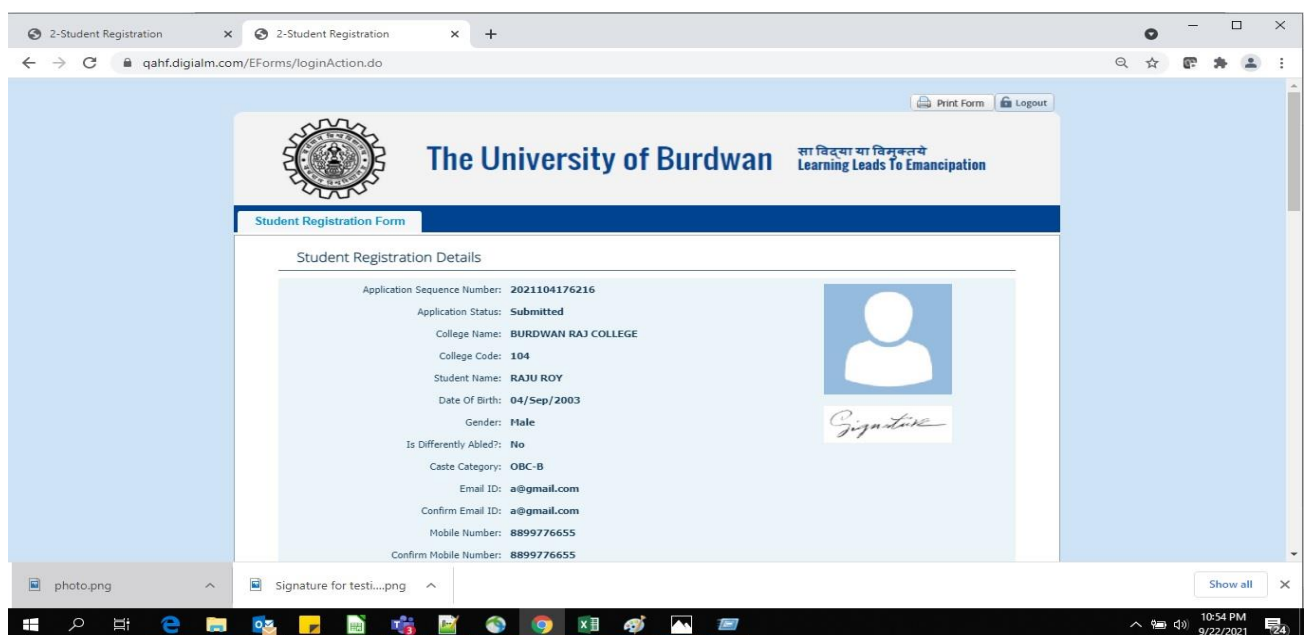 2-Student Registration
2-Student Registration
qahf.digialm.com/EForms/loginAction.do
Print Form
Logout
The University of Burdwan
सा विद्या या विमुक्तये
Learning Leads To Emancipation
Student Registration Form
Student Registration Details
Application Sequence Number: 2021104176216
Application Status: Submitted
College Name: BURDWAN RAJ COLLEGE
College Code: 104
Student Name: RAJU ROY
Date Of Birth: 04/Sep/2003
Gender: Male
Is Differently Abled?: No
Caste Category: OBC-B
Email ID: a@gmail.com
Confirm Email ID: a@gmail.com
Mobile Number: 8899776655
Confirm Mobile Number: 8899776655
Signature
photo.png
Signature for testi....png
Show all
10:54 PM
9/22/2021
24